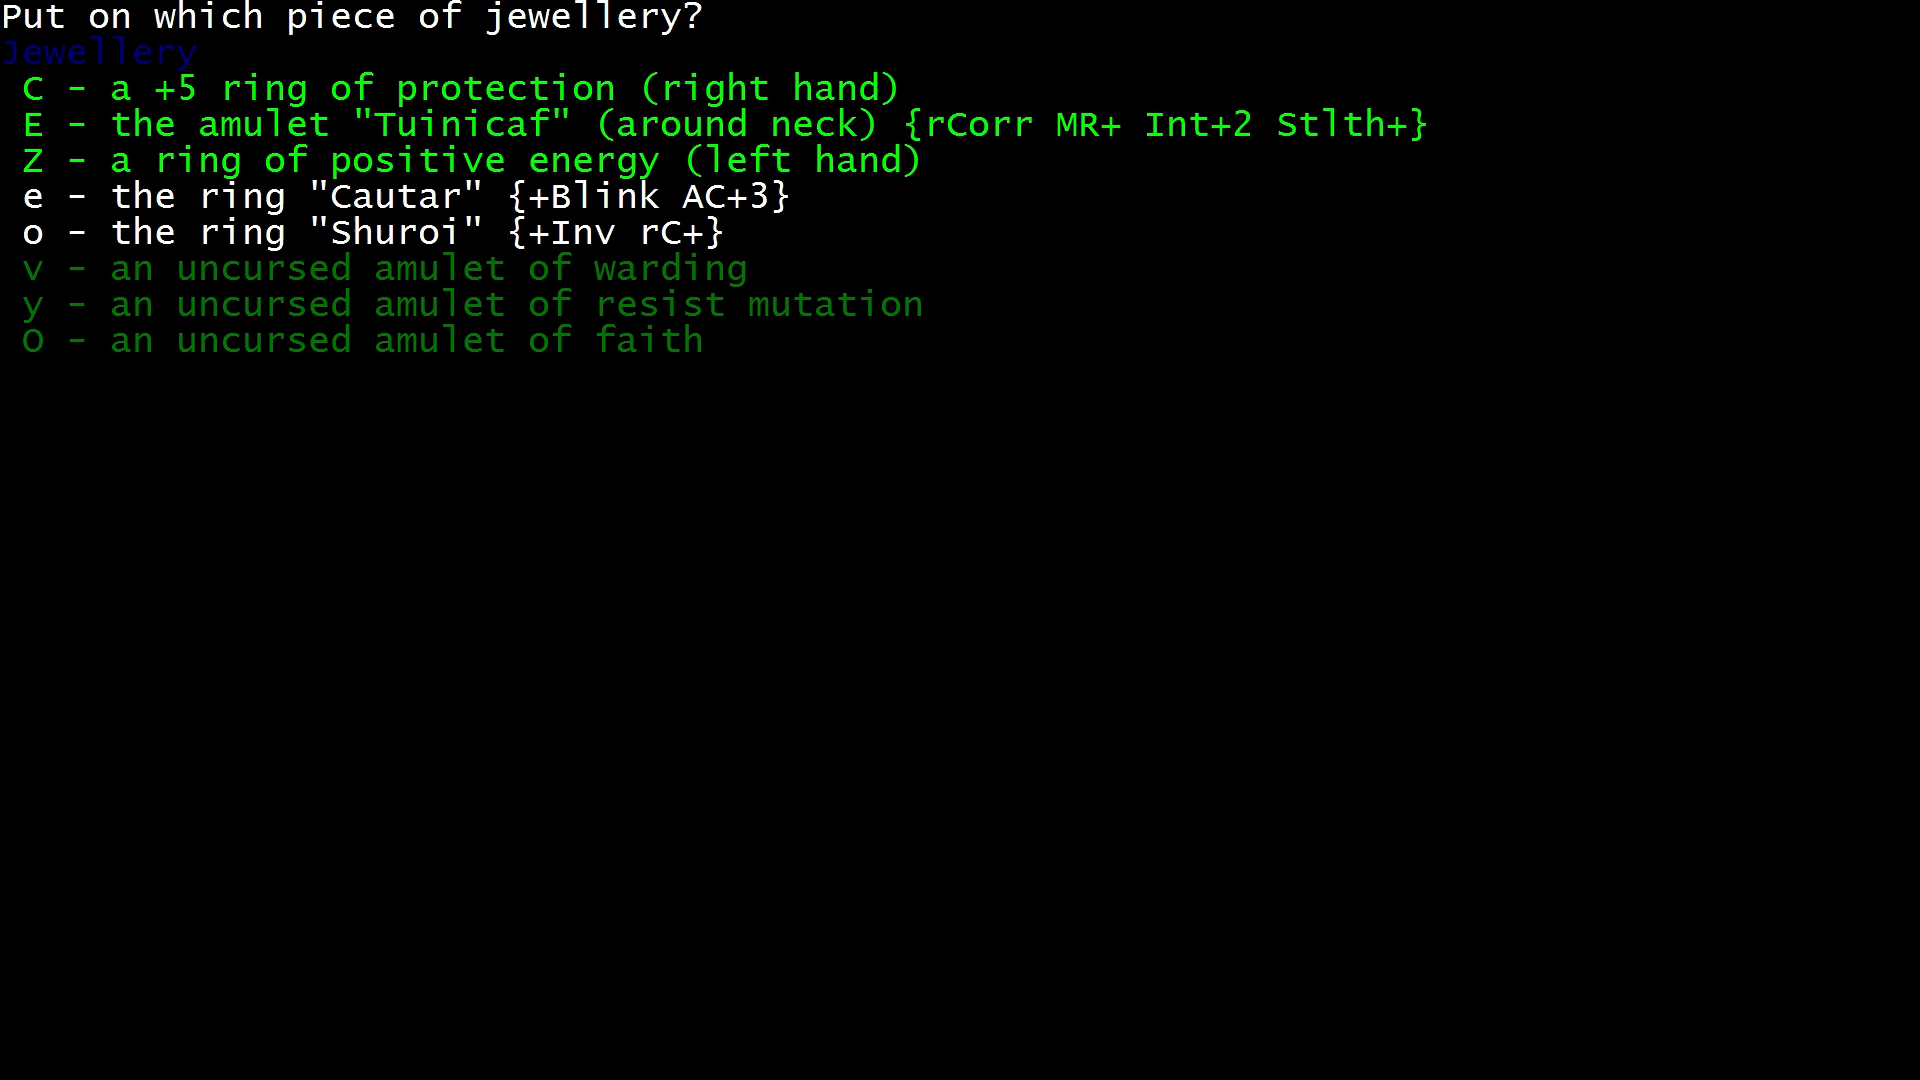 Put on which piece of jewellery?
Jewellery
C - a +5 ring of protection (right hand)
E - the amulet "Tuinicaf" (around neck) {rCorr MR+ Int+2 Stlth+}
Z - a ring of positive energy (left hand)
e - the ring "Cautar" {+Blink AC+3}
o - the ring "Shuroi" {+Inv rC+}
v - an uncursed amulet of warding
y - an uncursed amulet of resist mutation
O - an uncursed amulet of faith